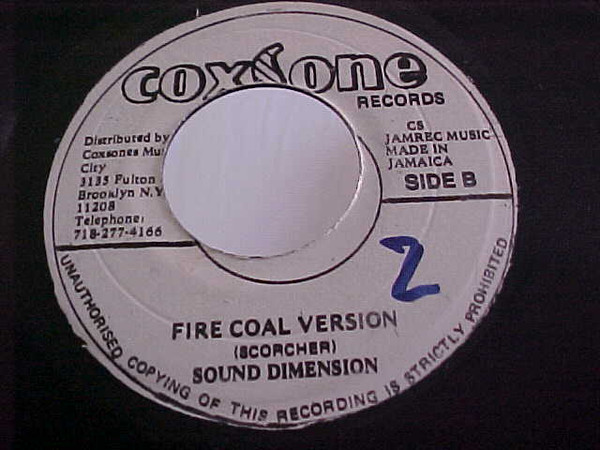 coxsone
RECORDS
Distributed by
Coxsones Mu
City
3135 Fulton
Brooklyn N.Y
11208
Telephone:
718-277-4166
CS
JAMREC MUSIC
MADE IN
JAMAICA
SIDE B
2
FIRE COAL VERSION
(SCORCHER)
SOUND DIMENSION
UNAUTHORISED COPYING OF THIS RECORDING IS STRICTLY PROHIBITED